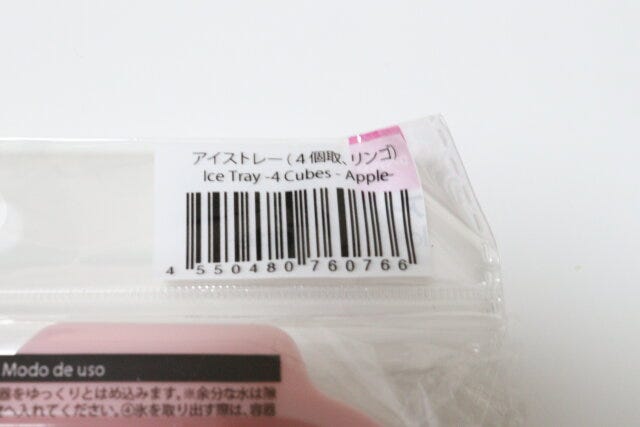 アイストレー(4個取、リンゴ)
Ice Tray -4 Cubes - Apple-
4 550480 760766
Modo de uso
器をゆっくりとはめ込みます。※余分な水は除
へ入れてください。④氷を取り出す際は、容器